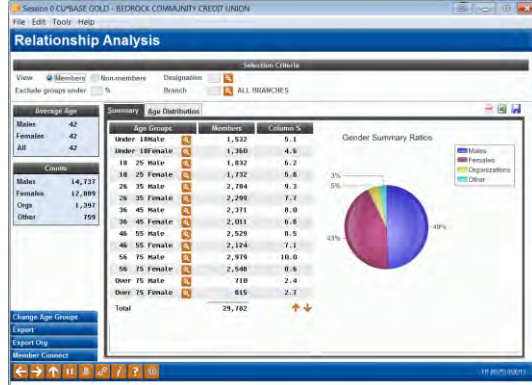 Session 0 CU*BASE GOLD - BEDROCK COMMUNITY CREDIT UNION
File Edit Tools Help
Relationship Analysis
Selection Criteria
View Members Non-members Designation
Exclude groups under % Branch ALL BRANCHES
Average Age
Males 42
Females 42
All 42
Counts
Males 14,737
Females 12,889
Orgs 1,397
Other 759
Summary Age Distribution
Age Groups Members Column %
Under 18Male 1,532 5.1
Under 18Female 1,360 4.6
18 25 Male 1,832 6.2
18 25 Female 1,732 5.8
26 35 Male 2,784 9.3
26 35 Female 2,299 7.7
36 45 Male 2,371 8.0
36 45 Female 2,011 6.8
46 55 Male 2,529 8.5
46 55 Female 2,124 7.1
56 75 Male 2,979 10.0
56 75 Female 2,548 8.6
Over 75 Male 710 2.4
Over 75 Female 815 2.7
Total 29,782
Gender Summary Ratios
Males
Females
Organizations
Other
3%
5%
43%
49%
Change Age Groups
Export
Export Org
Member Connect